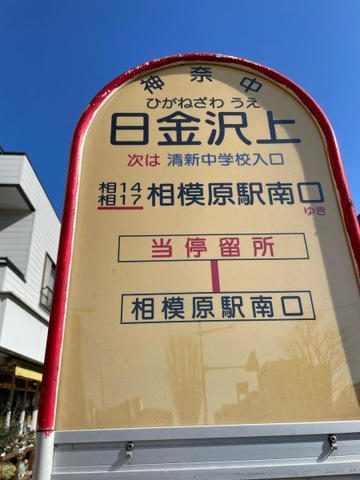 神奈中
ひがねざわ うえ
日金沢上
次は 清新中学校入口
相14
相17 相模原駅南口
ゆき
当停留所
相模原駅南口